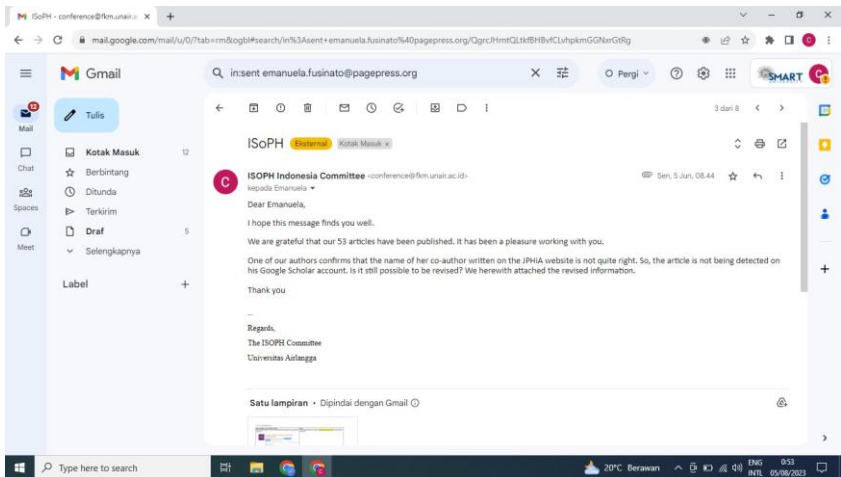 ISoPH - conference@fkm.unair.a
mail.google.com/mail/u/0/?tab=rm&ogbl#search/in%3Asent+emanuela.fusinato%40pagepress.org/
Gmail
in:sent emanuela.fusinato@pagepress.org
Pergi
SMART
12
Mail
Chat
Spaces
Meet
Tulis
Kotak Masuk 12
Berbintang
Ditunda
Terkirim
Draf 5
Selengkapnya
Label
3 dari 8
ISoPH Eksternal Kotak Masuk x
ISOPH Indonesia Committee <conference@fkm.unair.ac.id> Sen, 5 Jun, 08.44
kepada Emanuela
Dear Emanuela,
I hope this message finds you well.
We are grateful that our 53 articles have been published. It has been a pleasure working with you.
One of our authors confirms that the name of her co-author written on the JPHiA website is not quite right. So, the article is not being detected on
his Google Scholar account. Is it still possible to be revised? We herewith attached the revised information.
Thank you
...
Regards,
The ISOPH Committee
Universitas Airlangga
Satu lampiran • Dipindai dengan Gmail
Type here to search
20°C Berawan
ENG
INTL
0:53
05/08/2023